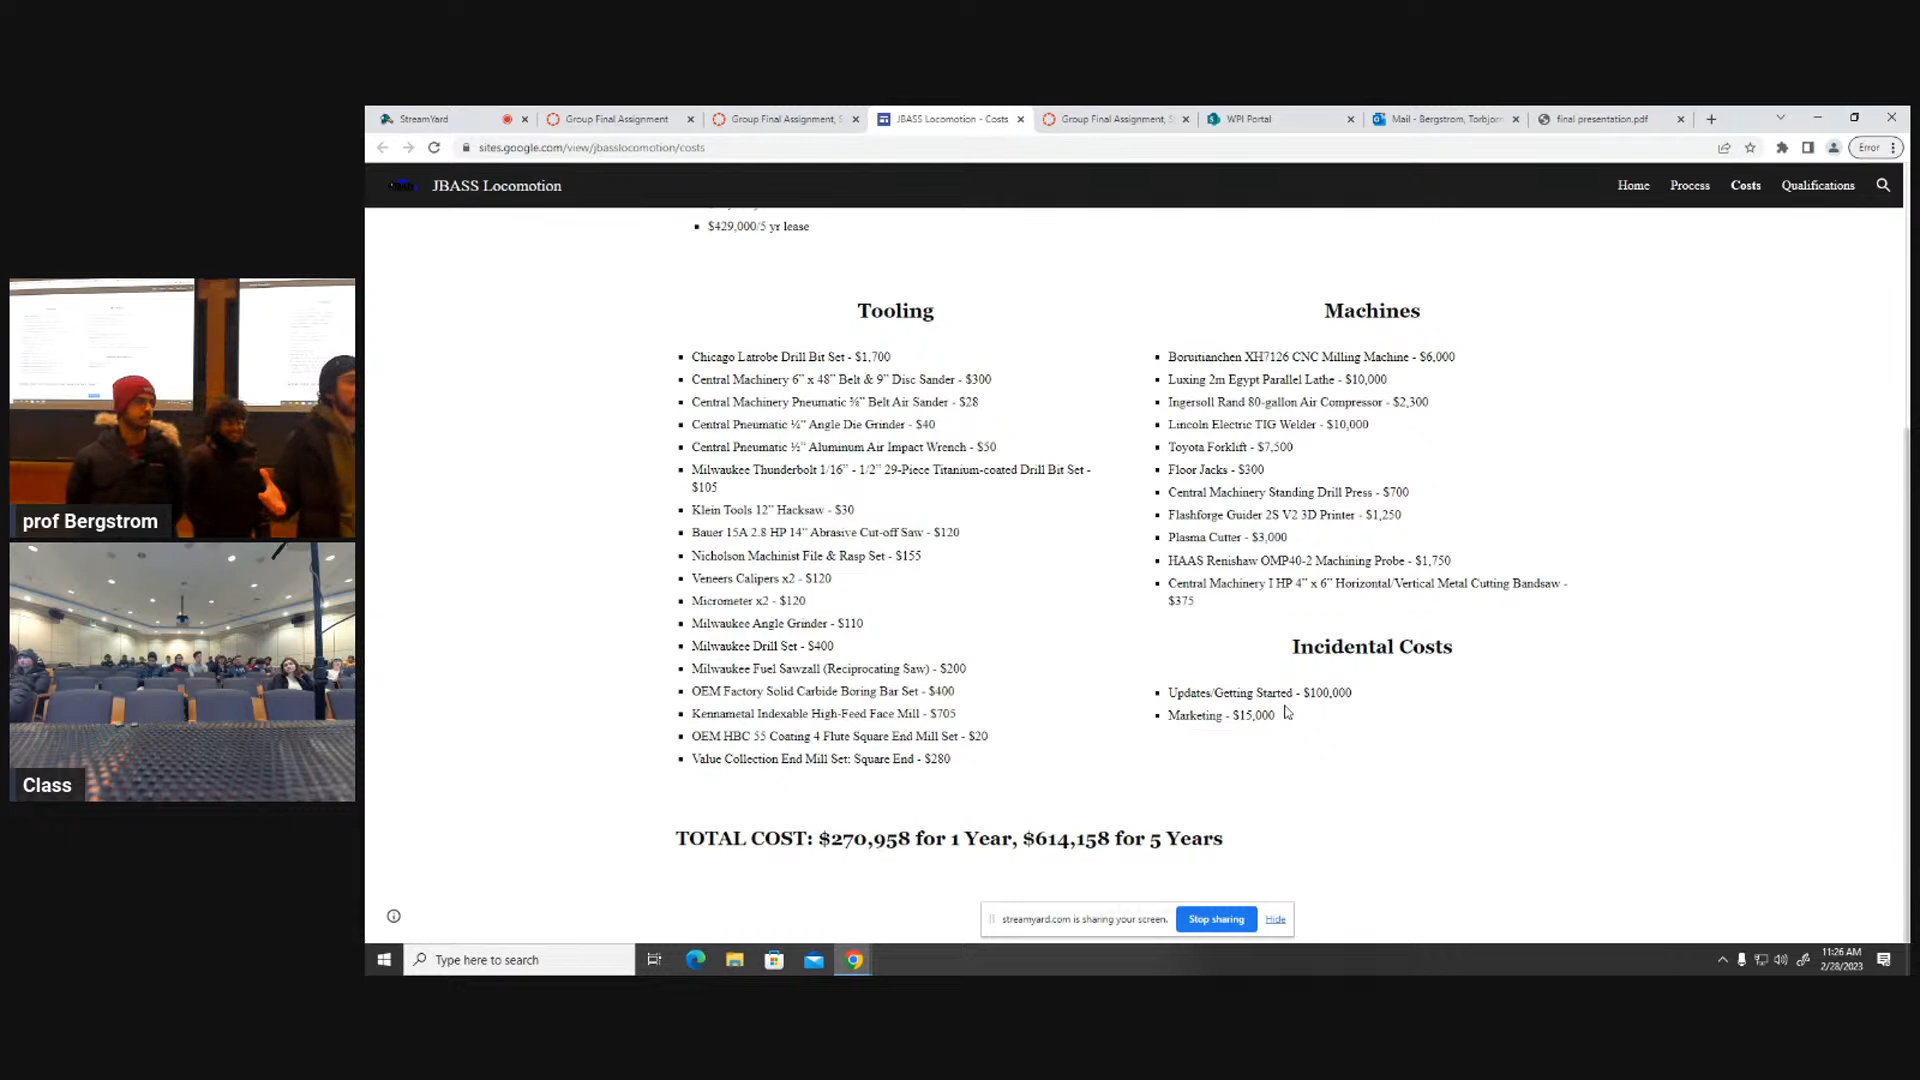 StreamYard
Group Final Assignment
Group Final Assignment, S
JBASS Locomotion - Costs
Group Final Assignment, S
WPI Portal
Mail - Bergstrom, Torbjorn
final presentation.pdf
sites.google.com/view/jbasslocomotion/costs
Error
JBASS Locomotion
Home
Process
Costs
Qualifications
$429,000/5 yr lease
Tooling
Chicago Latrobe Drill Bit Set - $1,700
Central Machinery 6" x 48" Belt & 9" Disc Sander - $300
Central Machinery Pneumatic ⅜" Belt Air Sander - $28
Central Pneumatic ¼" Angle Die Grinder - $40
Central Pneumatic ½" Aluminum Air Impact Wrench - $50
Milwaukee Thunderbolt 1/16" - 1/2" 29-Piece Titanium-coated Drill Bit Set -
$105
Klein Tools 12" Hacksaw - $30
Bauer 15A 2.8 HP 14" Abrasive Cut-off Saw - $120
Nicholson Machinist File & Rasp Set - $155
Veneers Calipers x2 - $120
Micrometer x2 - $120
Milwaukee Angle Grinder - $110
Milwaukee Drill Set - $400
Milwaukee Fuel Sawzall (Reciprocating Saw) - $200
OEM Factory Solid Carbide Boring Bar Set - $400
Kennametal Indexable High-Feed Face Mill - $705
OEM HBC 55 Coating 4 Flute Square End Mill Set - $20
Value Collection End Mill Set: Square End - $280
Machines
Boruitianchen XH7126 CNC Milling Machine - $6,000
Luxing 2m Egypt Parallel Lathe - $10,000
Ingersoll Rand 80-gallon Air Compressor - $2,300
Lincoln Electric TIG Welder - $10,000
Toyota Forklift - $7,500
Floor Jacks - $300
Central Machinery Standing Drill Press - $700
Flashforge Guider 2S V2 3D Printer - $1,250
Plasma Cutter - $3,000
HAAS Renishaw OMP40-2 Machining Probe - $1,750
Central Machinery I HP 4" x 6" Horizontal/Vertical Metal Cutting Bandsaw -
$375
Incidental Costs
Updates/Getting Started - $100,000
Marketing - $15,000
TOTAL COST: $270,958 for 1 Year, $614,158 for 5 Years
streamyard.com is sharing your screen.
Stop sharing
Hide
Type here to search
11:26 AM
2/28/2023
prof Bergstrom
Class